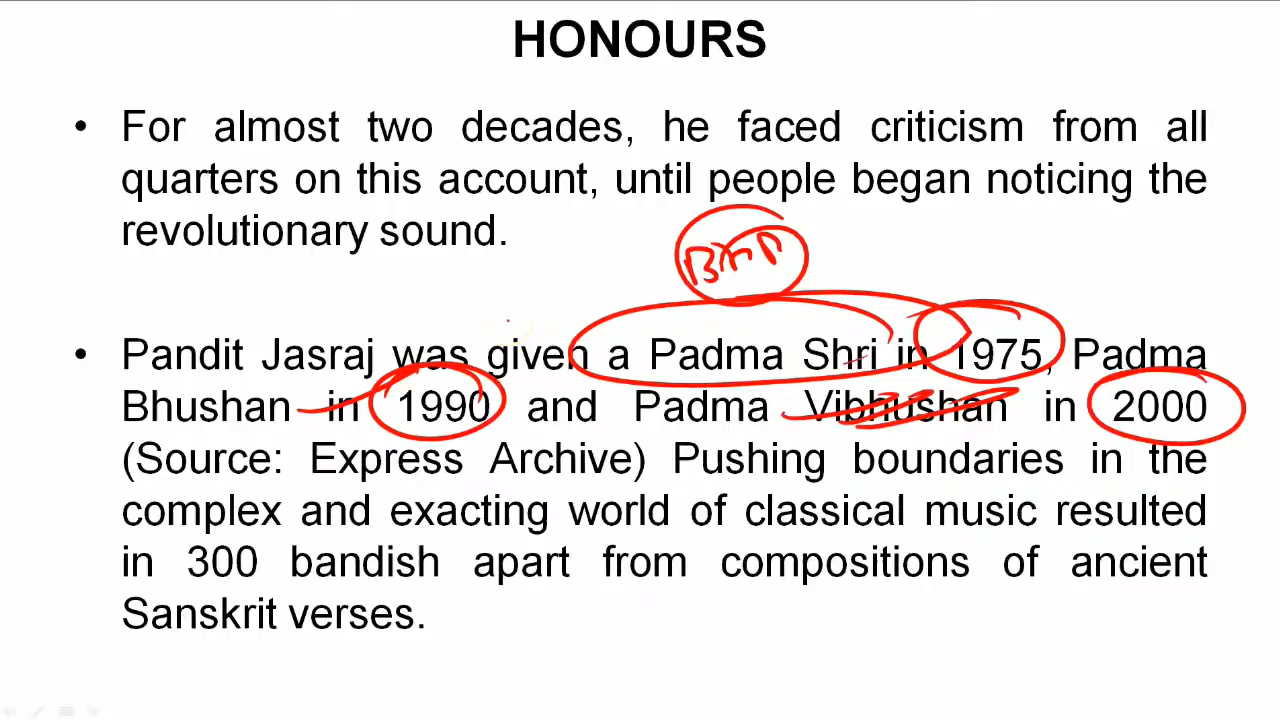 HONOURS
• For almost two decades, he faced criticism from all
quarters on this account, until people began noticing the
revolutionary sound.
• Pandit Jasraj was given a Padma Shri in 1975, Padma
Bhushan in 1990 and Padma Vibhushan in 2000
(Source: Express Archive) Pushing boundaries in the
complex and exacting world of classical music resulted
in 300 bandish apart from compositions of ancient
Sanskrit verses.